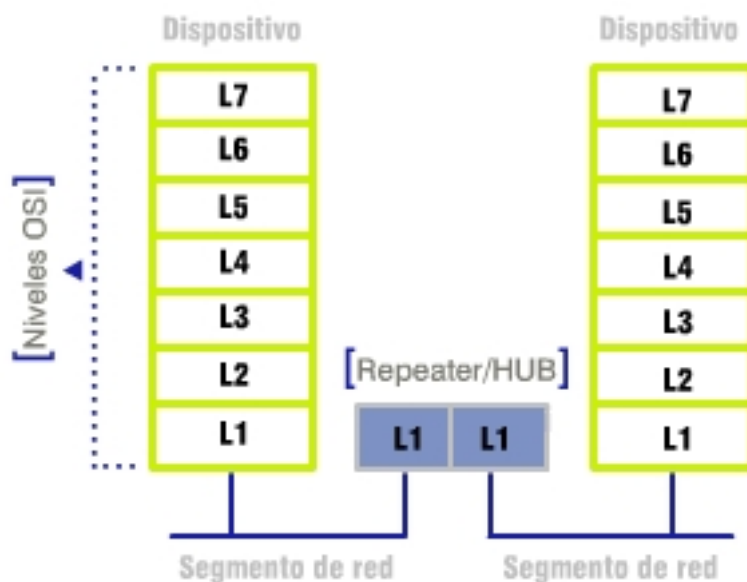 Dispositivo
Dispositivo
L7
L6
L5
L4
L3
L2
L1
[Niveles OSI]
[Repeater/HUB]
L1 L1
L7
L6
L5
L4
L3
L2
L1
Segmento de red
Segmento de red